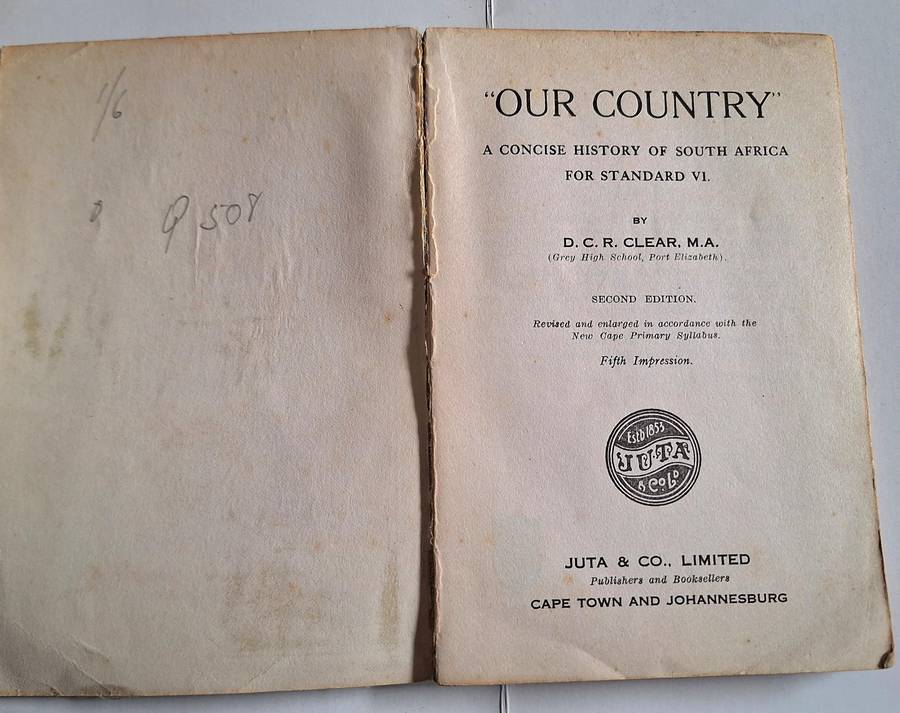 1/6
Q 508
"OUR COUNTRY"
A CONCISE HISTORY OF SOUTH AFRICA
FOR STANDARD VI.
BY
D. C. R. CLEAR, M.A.
(Grey High School, Port Elizabeth).
SECOND EDITION.
Revised and enlarged in accordance with the
New Cape Primary Syllabus.
Fifth Impression.
Estd 1853
JUTA
& Co. Ld
JUTA & CO., LIMITED
Publishers and Booksellers
CAPE TOWN AND JOHANNESBURG